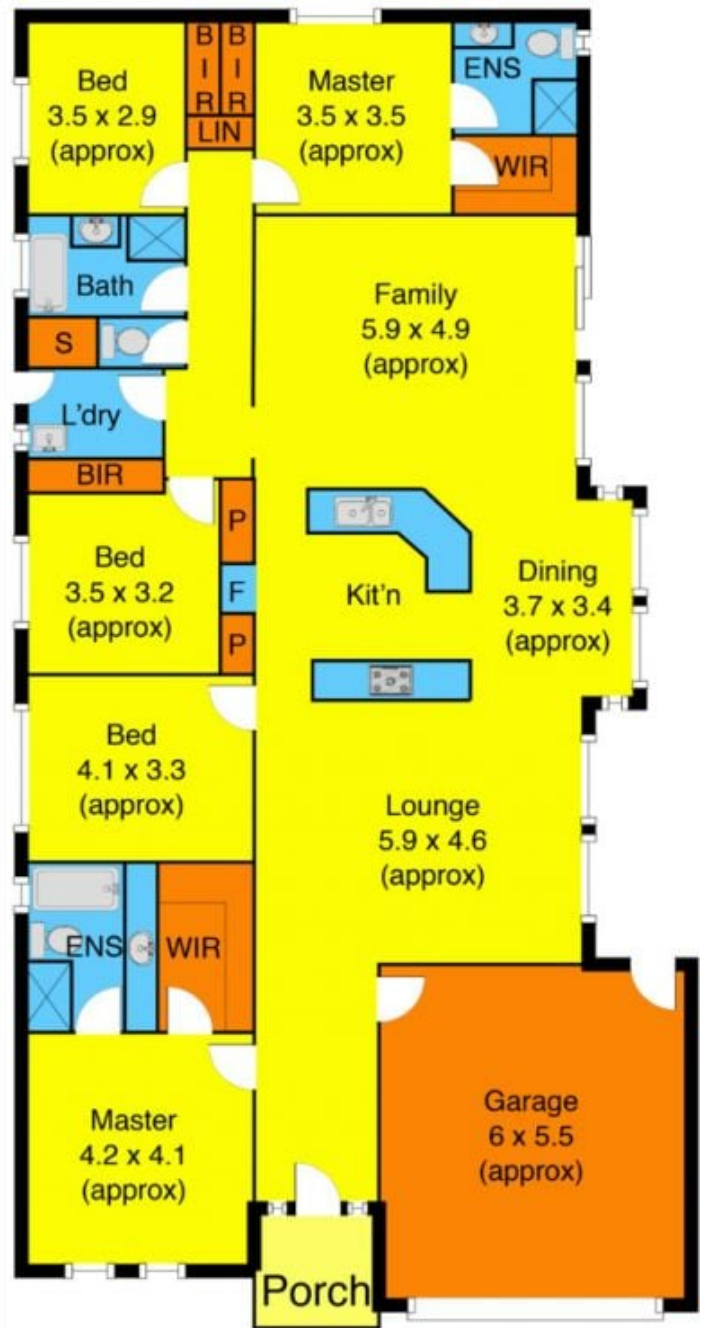 Bed
3.5 x 2.9
(approx)
BIR
BIR
LIN
Master
3.5 x 3.5
(approx)
ENS
WIR
Bath
S
L'dry
BIR
Family
5.9 x 4.9
(approx)
Bed
3.5 x 3.2
(approx)
P
F
P
Kit'n
Dining
3.7 x 3.4
(approx)
Bed
4.1 x 3.3
(approx)
Lounge
5.9 x 4.6
(approx)
ENS
WIR
Master
4.2 x 4.1
(approx)
Garage
6 x 5.5
(approx)
Porch